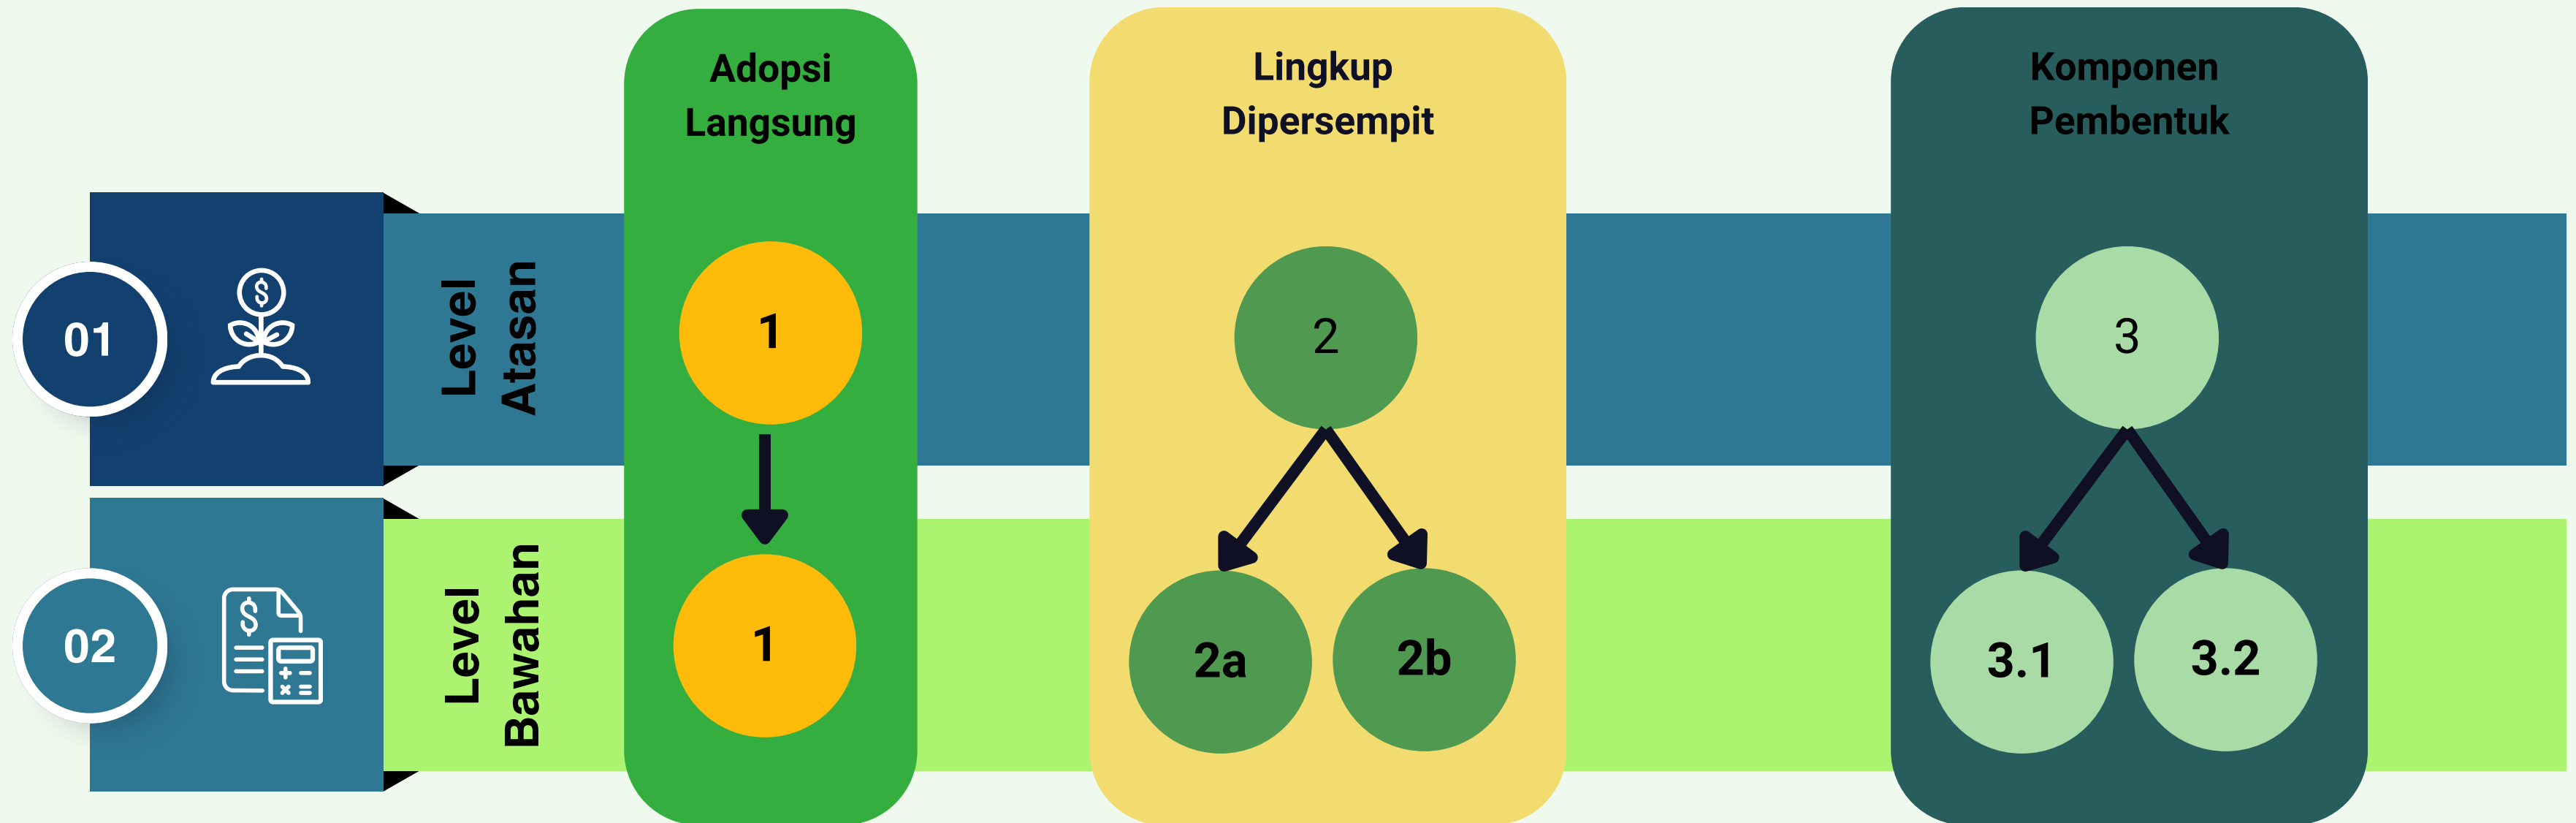 Adopsi
Langsung
Lingkup
Dipersempit
Komponen
Pembentuk
01
Level
Atasan
1
2
3
02
Level
Bawahan
1
2a
2b
3.1
3.2